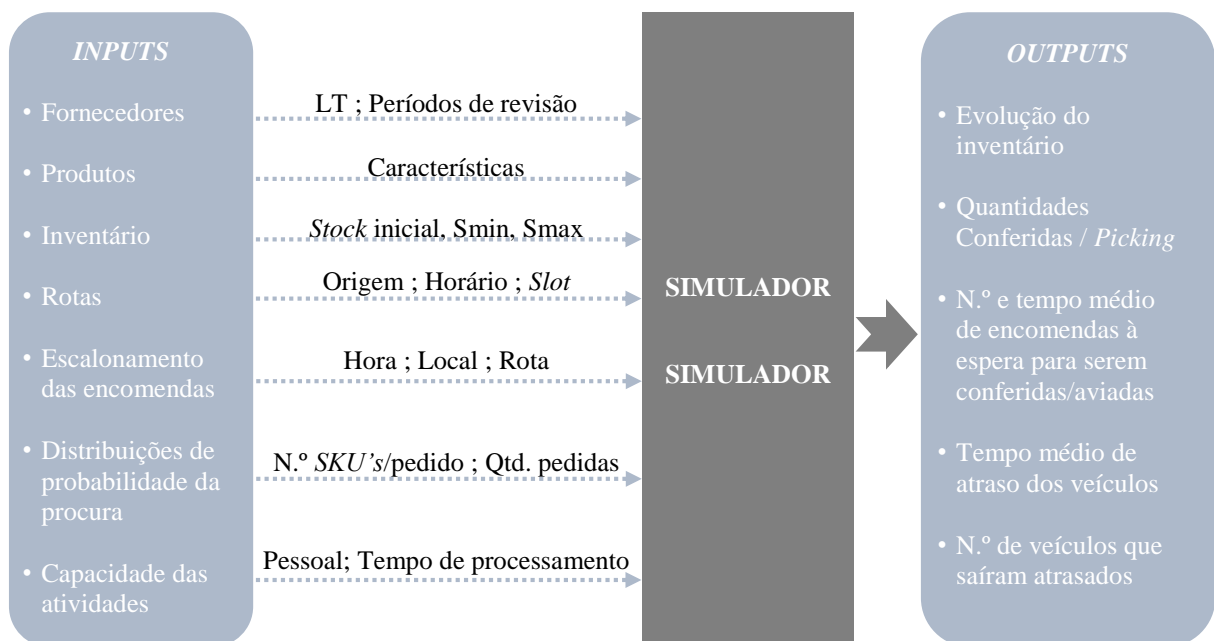 INPUTS
• Fornecedores
• Produtos
• Inventário
• Rotas
• Escalonamento
das encomendas
• Distribuições de
probabilidade da
procura
• Capacidade das
atividades
LT ; Períodos de revisão
Características
Stock inicial, Smin, Smax
Origem ; Horário ; Slot
Hora ; Local ; Rota
N.º SKU’s/pedido ; Qtd. pedidas
Pessoal; Tempo de processamento
SIMULADOR
SIMULADOR
OUTPUTS
• Evolução do
inventário
• Quantidades
Conferidas / Picking
• N.º e tempo médio
de encomendas à
espera para serem
conferidas/aviadas
• Tempo médio de
atraso dos veículos
• N.º de veículos que
saíram atrasados